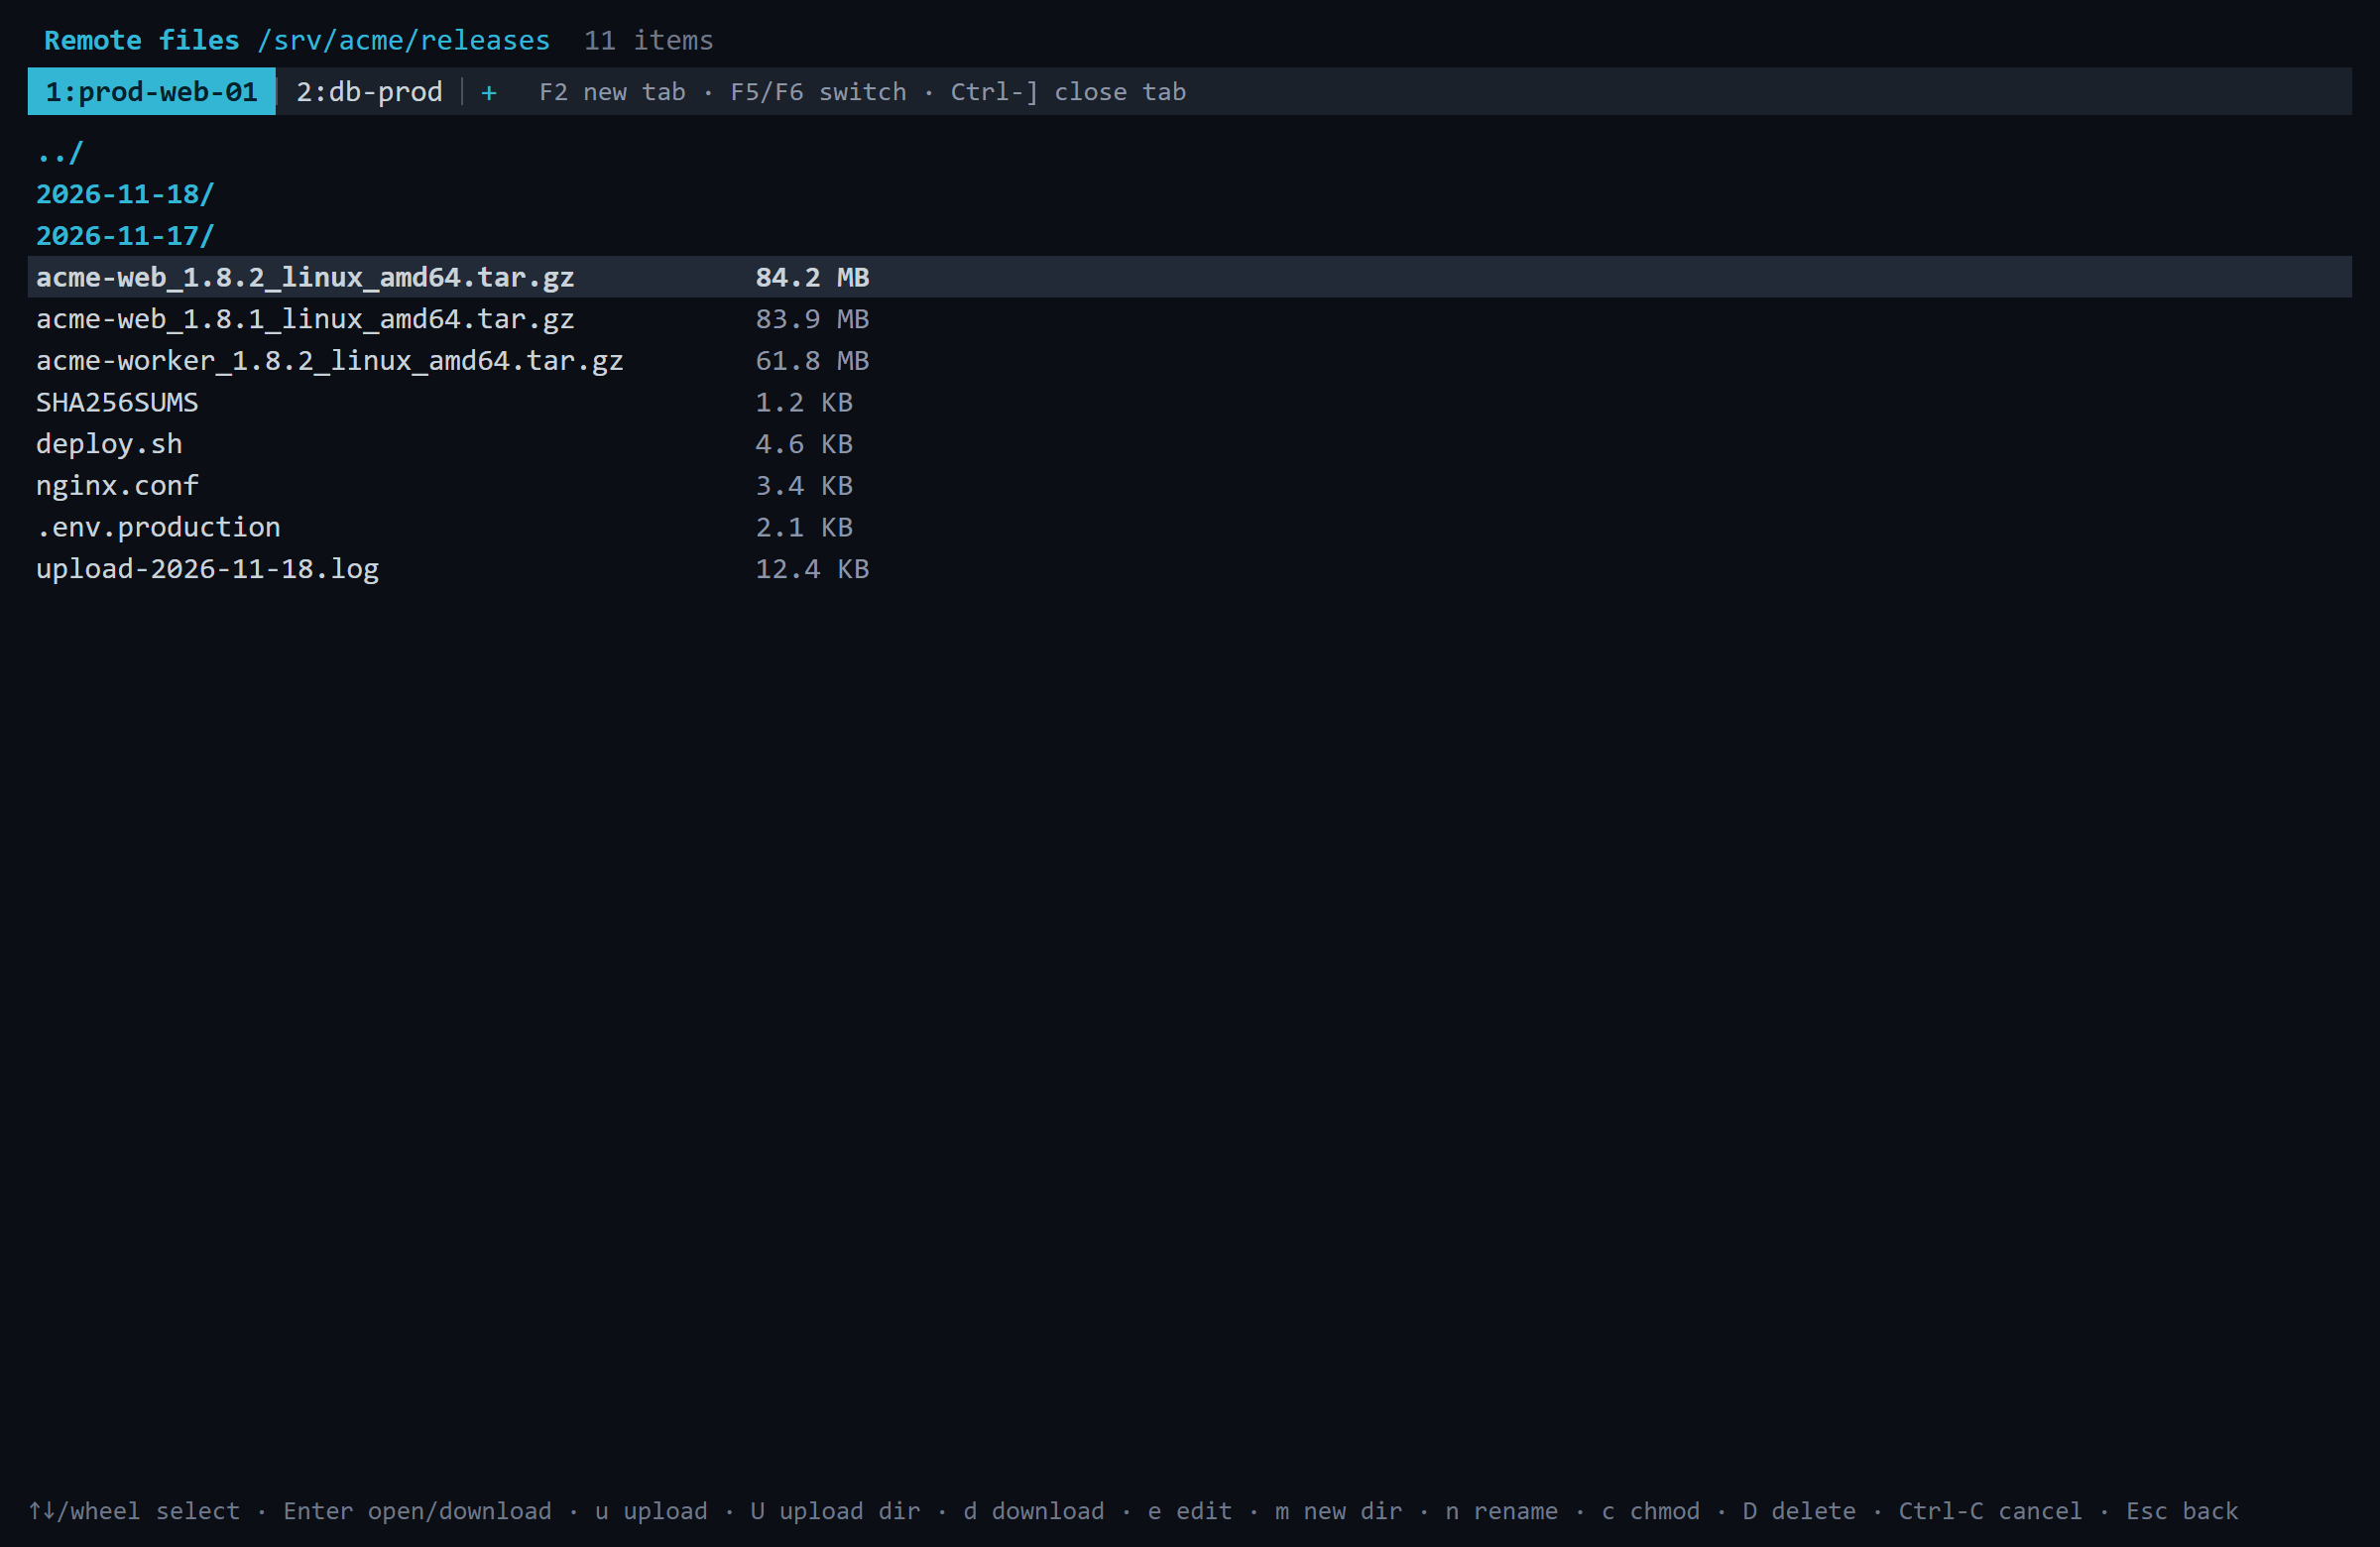 Remote files /srv/acme/releases  11 items
1:prod-web-01 │ 2:db-prod │ +  F2 new tab · F5/F6 switch · Ctrl-] close tab
../
2026-11-18/
2026-11-17/
acme-web_1.8.2_linux_amd64.tar.gz 84.2 MB
acme-web_1.8.1_linux_amd64.tar.gz 83.9 MB
acme-worker_1.8.2_linux_amd64.tar.gz 61.8 MB
SHA256SUMS 1.2 KB
deploy.sh 4.6 KB
nginx.conf 3.4 KB
.env.production 2.1 KB
upload-2026-11-18.log 12.4 KB
↑↓/wheel select · Enter open/download · u upload · U upload dir · d download · e edit · m new dir · n rename · c chmod · D delete · Ctrl-C cancel · Esc back